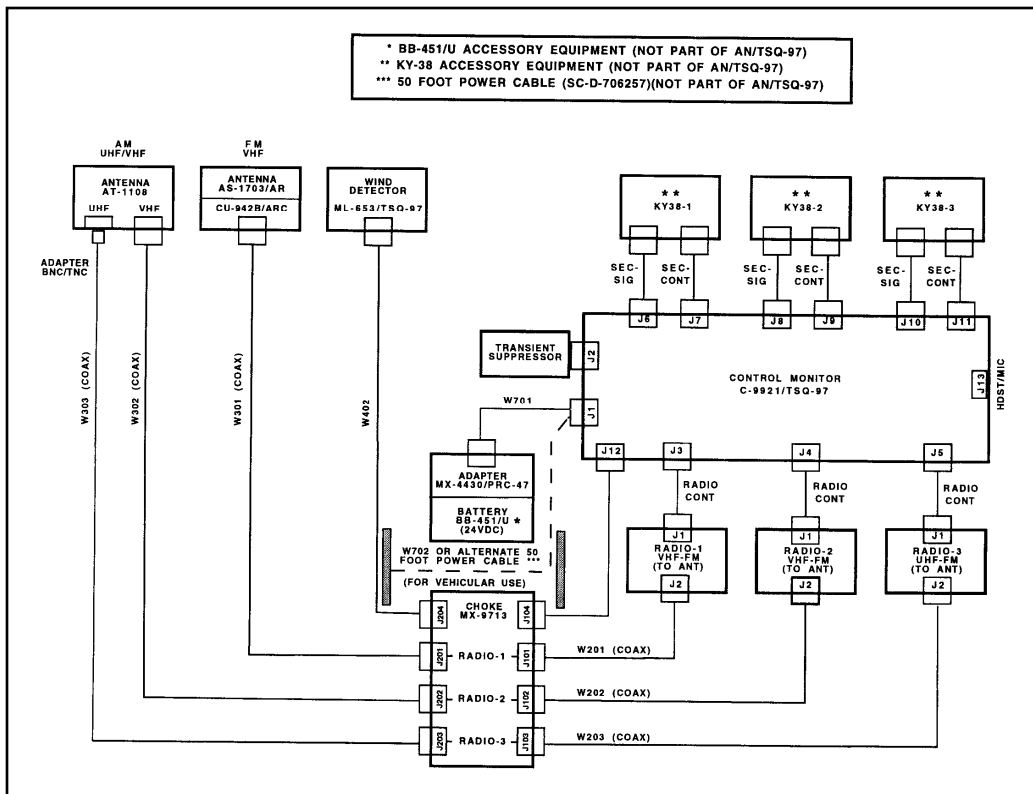 * BB-451/U ACCESSORY EQUIPMENT (NOT PART OF AN/TSQ-97)
** KY-38 ACCESSORY EQUIPMENT (NOT PART OF AN/TSQ-97)
*** 50 FOOT POWER CABLE (SC-D-706257)(NOT PART OF AN/TSQ-97)
AM
UHF/VHF
ANTENNA
AT-1108
UHF
VHF
ADAPTER
BNC/TNC
FM
VHF
ANTENNA
AS-1703/AR
CU-942B/ARC
WIND
DETECTOR
ML-653/TSQ-97
**
KY38-1
**
KY38-2
**
KY38-3
SEC-
SIG
SEC-
CONT
SEC-
SIG
SEC-
CONT
SEC-
SIG
SEC-
CONT
J6
J7
J8
J9
J10
J11
TRANSIENT
SUPPRESSOR
J2
CONTROL MONITOR
C-9921/TSQ-97
J13
HDST/MIC
W303 (COAX)
W302 (COAX)
W301 (COAX)
W402
W701
J1
J12
J3
J4
J5
ADAPTER
MX-4430/PRC-47
BATTERY
BB-451/U *
(24VDC)
RADIO
CONT
RADIO
CONT
RADIO
CONT
W702 OR ALTERNATE 50
FOOT POWER CABLE ***
(FOR VEHICULAR USE)
J1
RADIO-1
VHF-FM
(TO ANT)
J2
J1
RADIO-2
VHF-FM
(TO ANT)
J2
J1
RADIO-3
UHF-FM
(TO ANT)
J2
J204
CHOKE
MX-9713
J104
J201
RADIO-1
J101
W201 (COAX)
J202
RADIO-2
J102
W202 (COAX)
J203
RADIO-3
J103
W203 (COAX)